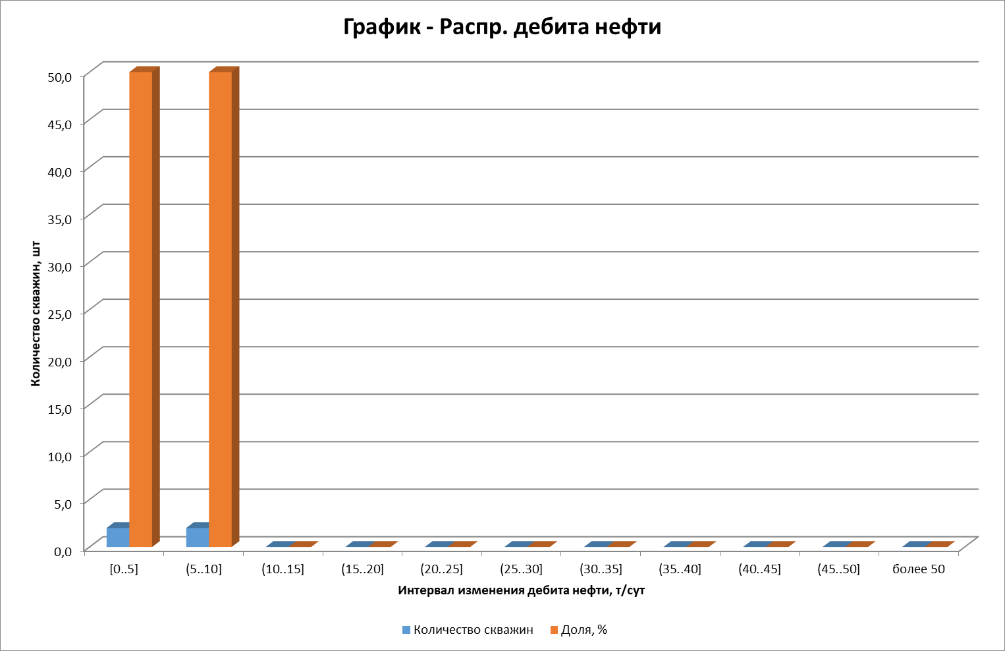 График - Распр. дебита нефти
Количество скважин, шт
50,0
45,0
40,0
35,0
30,0
25,0
20,0
15,0
10,0
5,0
0,0
[0..5] (5..10] (10..15] (15..20] (20..25] (25..30] (30..35] (35..40] (40..45] (45..50] более 50
Интервал изменения дебита нефти, т/сут
Количество скважин Доля, %